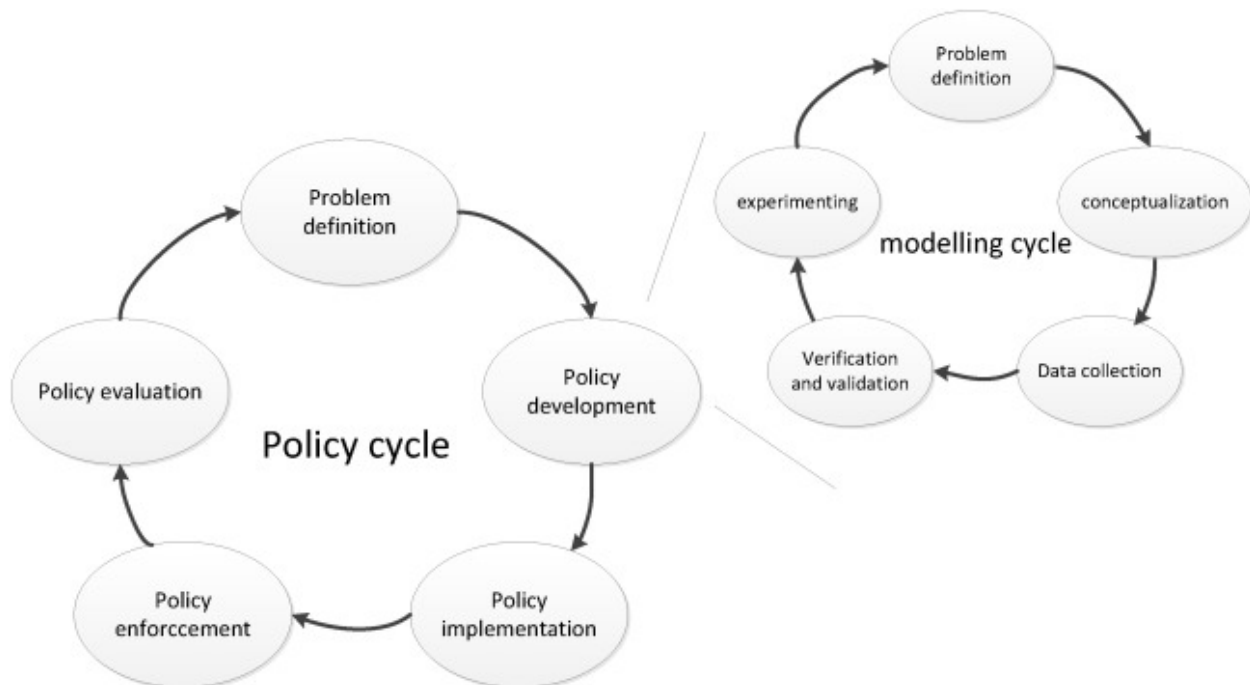 Problem
definition
Policy
development
Policy
implementation
Policy
enforccement
Policy evaluation
Policy cycle
Problem
definition
conceptualization
Data collection
Verification
and validation
experimenting
modelling cycle